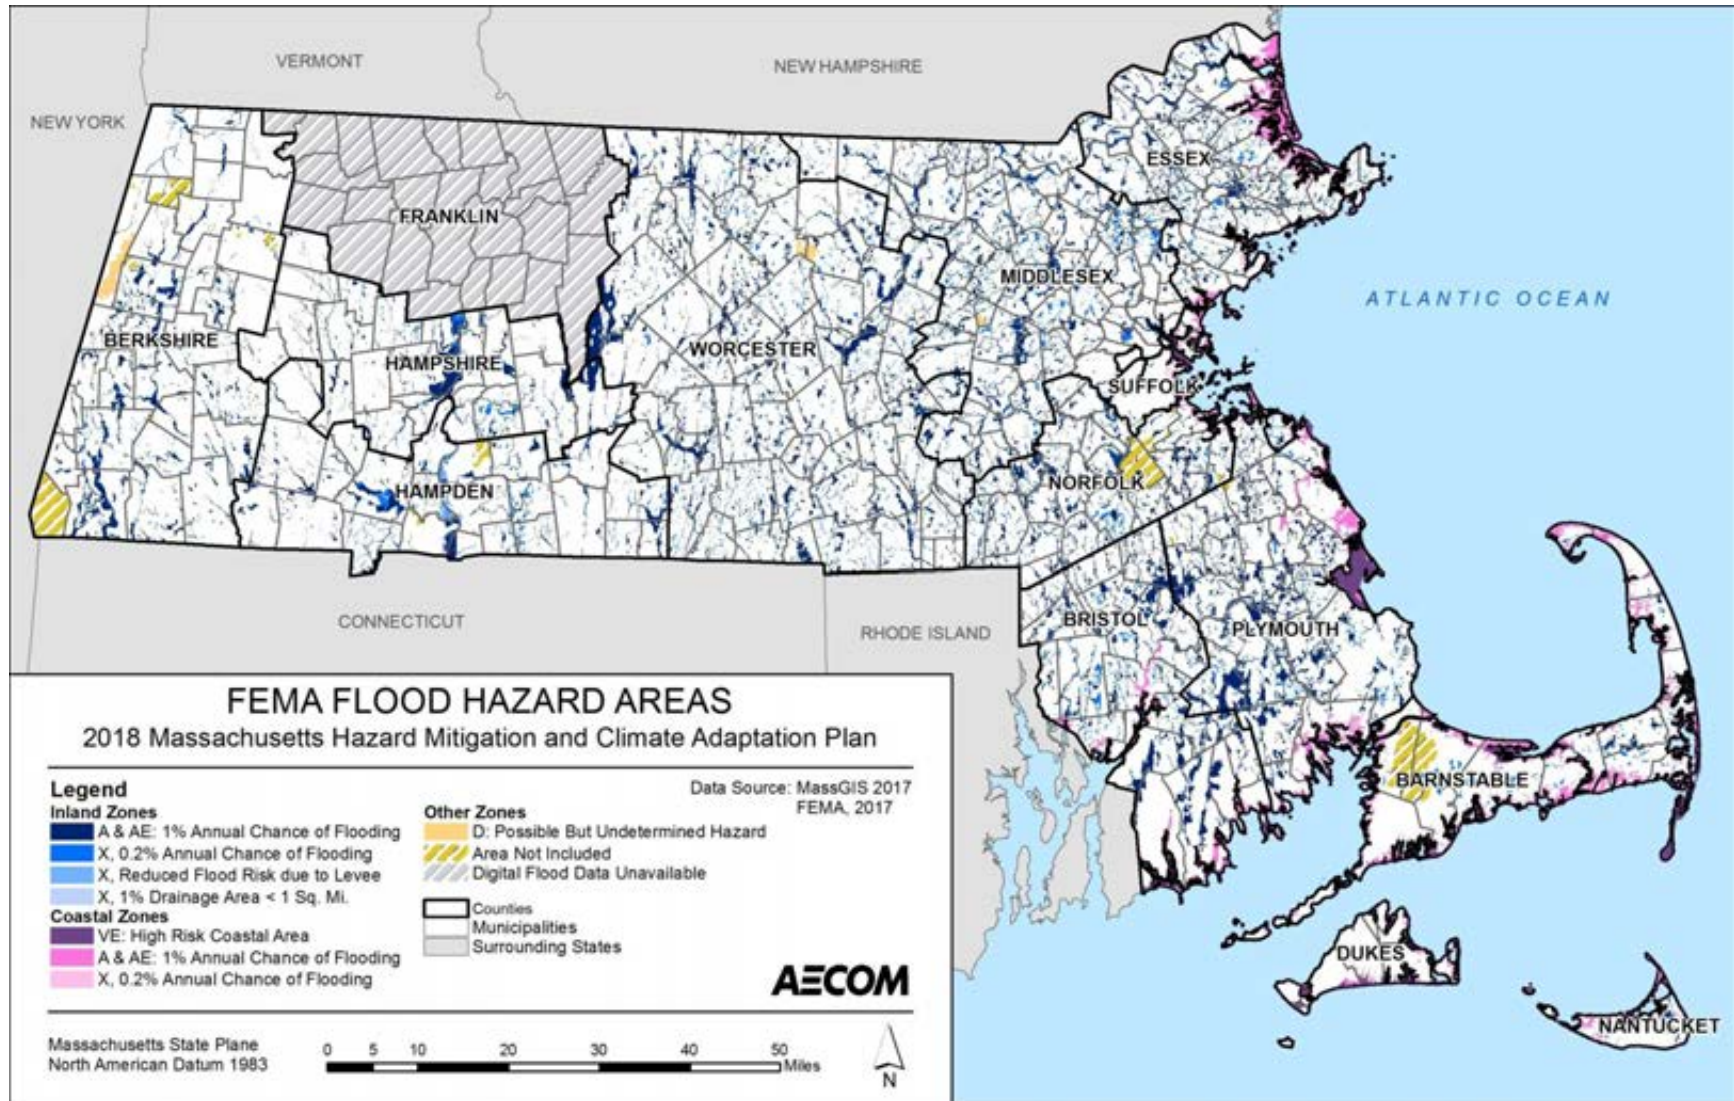 VERMONT
NEW HAMPSHIRE
NEW YORK
ESSEX
FRANKLIN
MIDDLESEX
ATLANTIC OCEAN
BERKSHIRE
HAMPSHIRE
WORCESTER
SUFFOLK
HAMPDEN
NORFOLK
CONNECTICUT
RHODE ISLAND
BRISTOL
PLYMOUTH
BARNSTABLE
DUKES
NANTUCKET
FEMA FLOOD HAZARD AREAS
2018 Massachusetts Hazard Mitigation and Climate Adaptation Plan
Legend
Data Source: MassGIS 2017
FEMA, 2017
Inland Zones
A & AE: 1% Annual Chance of Flooding
X, 0.2% Annual Chance of Flooding
X, Reduced Flood Risk due to Levee
X, 1% Drainage Area < 1 Sq. Mi.
Coastal Zones
VE: High Risk Coastal Area
A & AE: 1% Annual Chance of Flooding
X, 0.2% Annual Chance of Flooding
Other Zones
D: Possible But Undetermined Hazard
Area Not Included
Digital Flood Data Unavailable
Counties
Municipalities
Surrounding States
AECOM
Massachusetts State Plane
North American Datum 1983
0 5 10 20 30 40 50
Miles
N